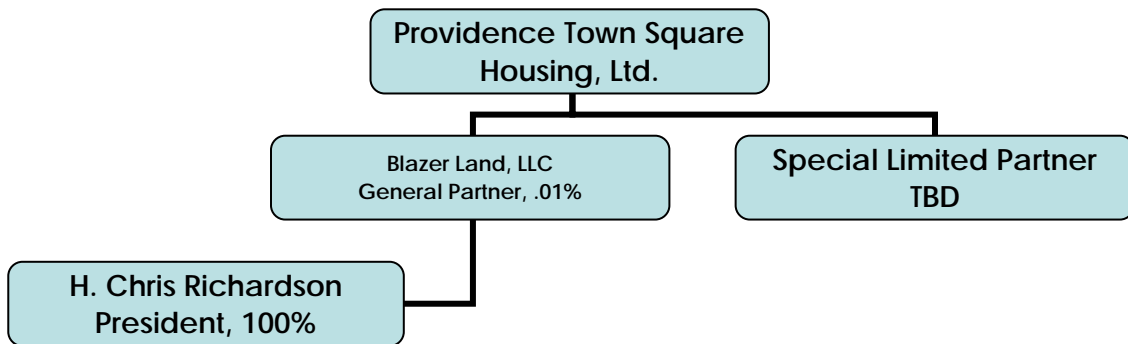 Providence Town Square
Housing, Ltd.
Blazer Land, LLC
General Partner, .01%
Special Limited Partner
TBD
H. Chris Richardson
President, 100%